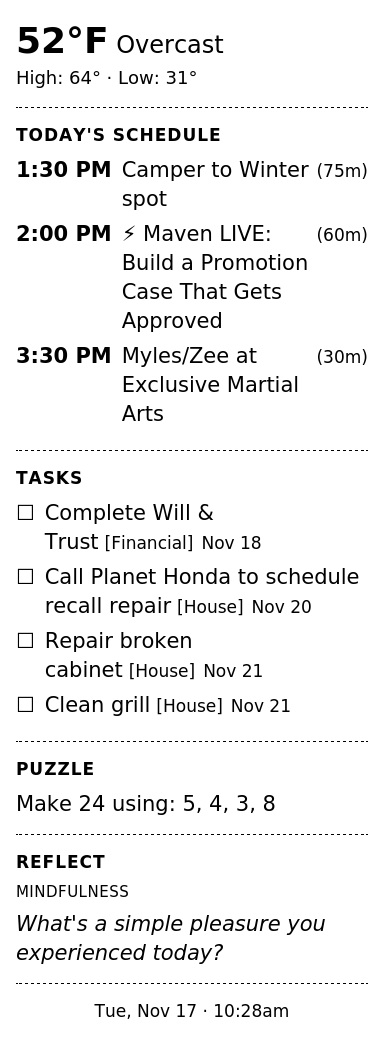 52°F Overcast
High: 64° · Low: 31°
TODAY'S SCHEDULE
1:30 PM Camper to Winter (75m)
spot
2:00 PM ⚡ Maven LIVE: (60m)
Build a Promotion
Case That Gets
Approved
3:30 PM Myles/Zee at (30m)
Exclusive Martial
Arts
TASKS
☐ Complete Will &
Trust [Financial] Nov 18
☐ Call Planet Honda to schedule
recall repair [House] Nov 20
☐ Repair broken
cabinet [House] Nov 21
☐ Clean grill [House] Nov 21
PUZZLE
Make 24 using: 5, 4, 3, 8
REFLECT
MINDFULNESS
What's a simple pleasure you
experienced today?
Tue, Nov 17 · 10:28am